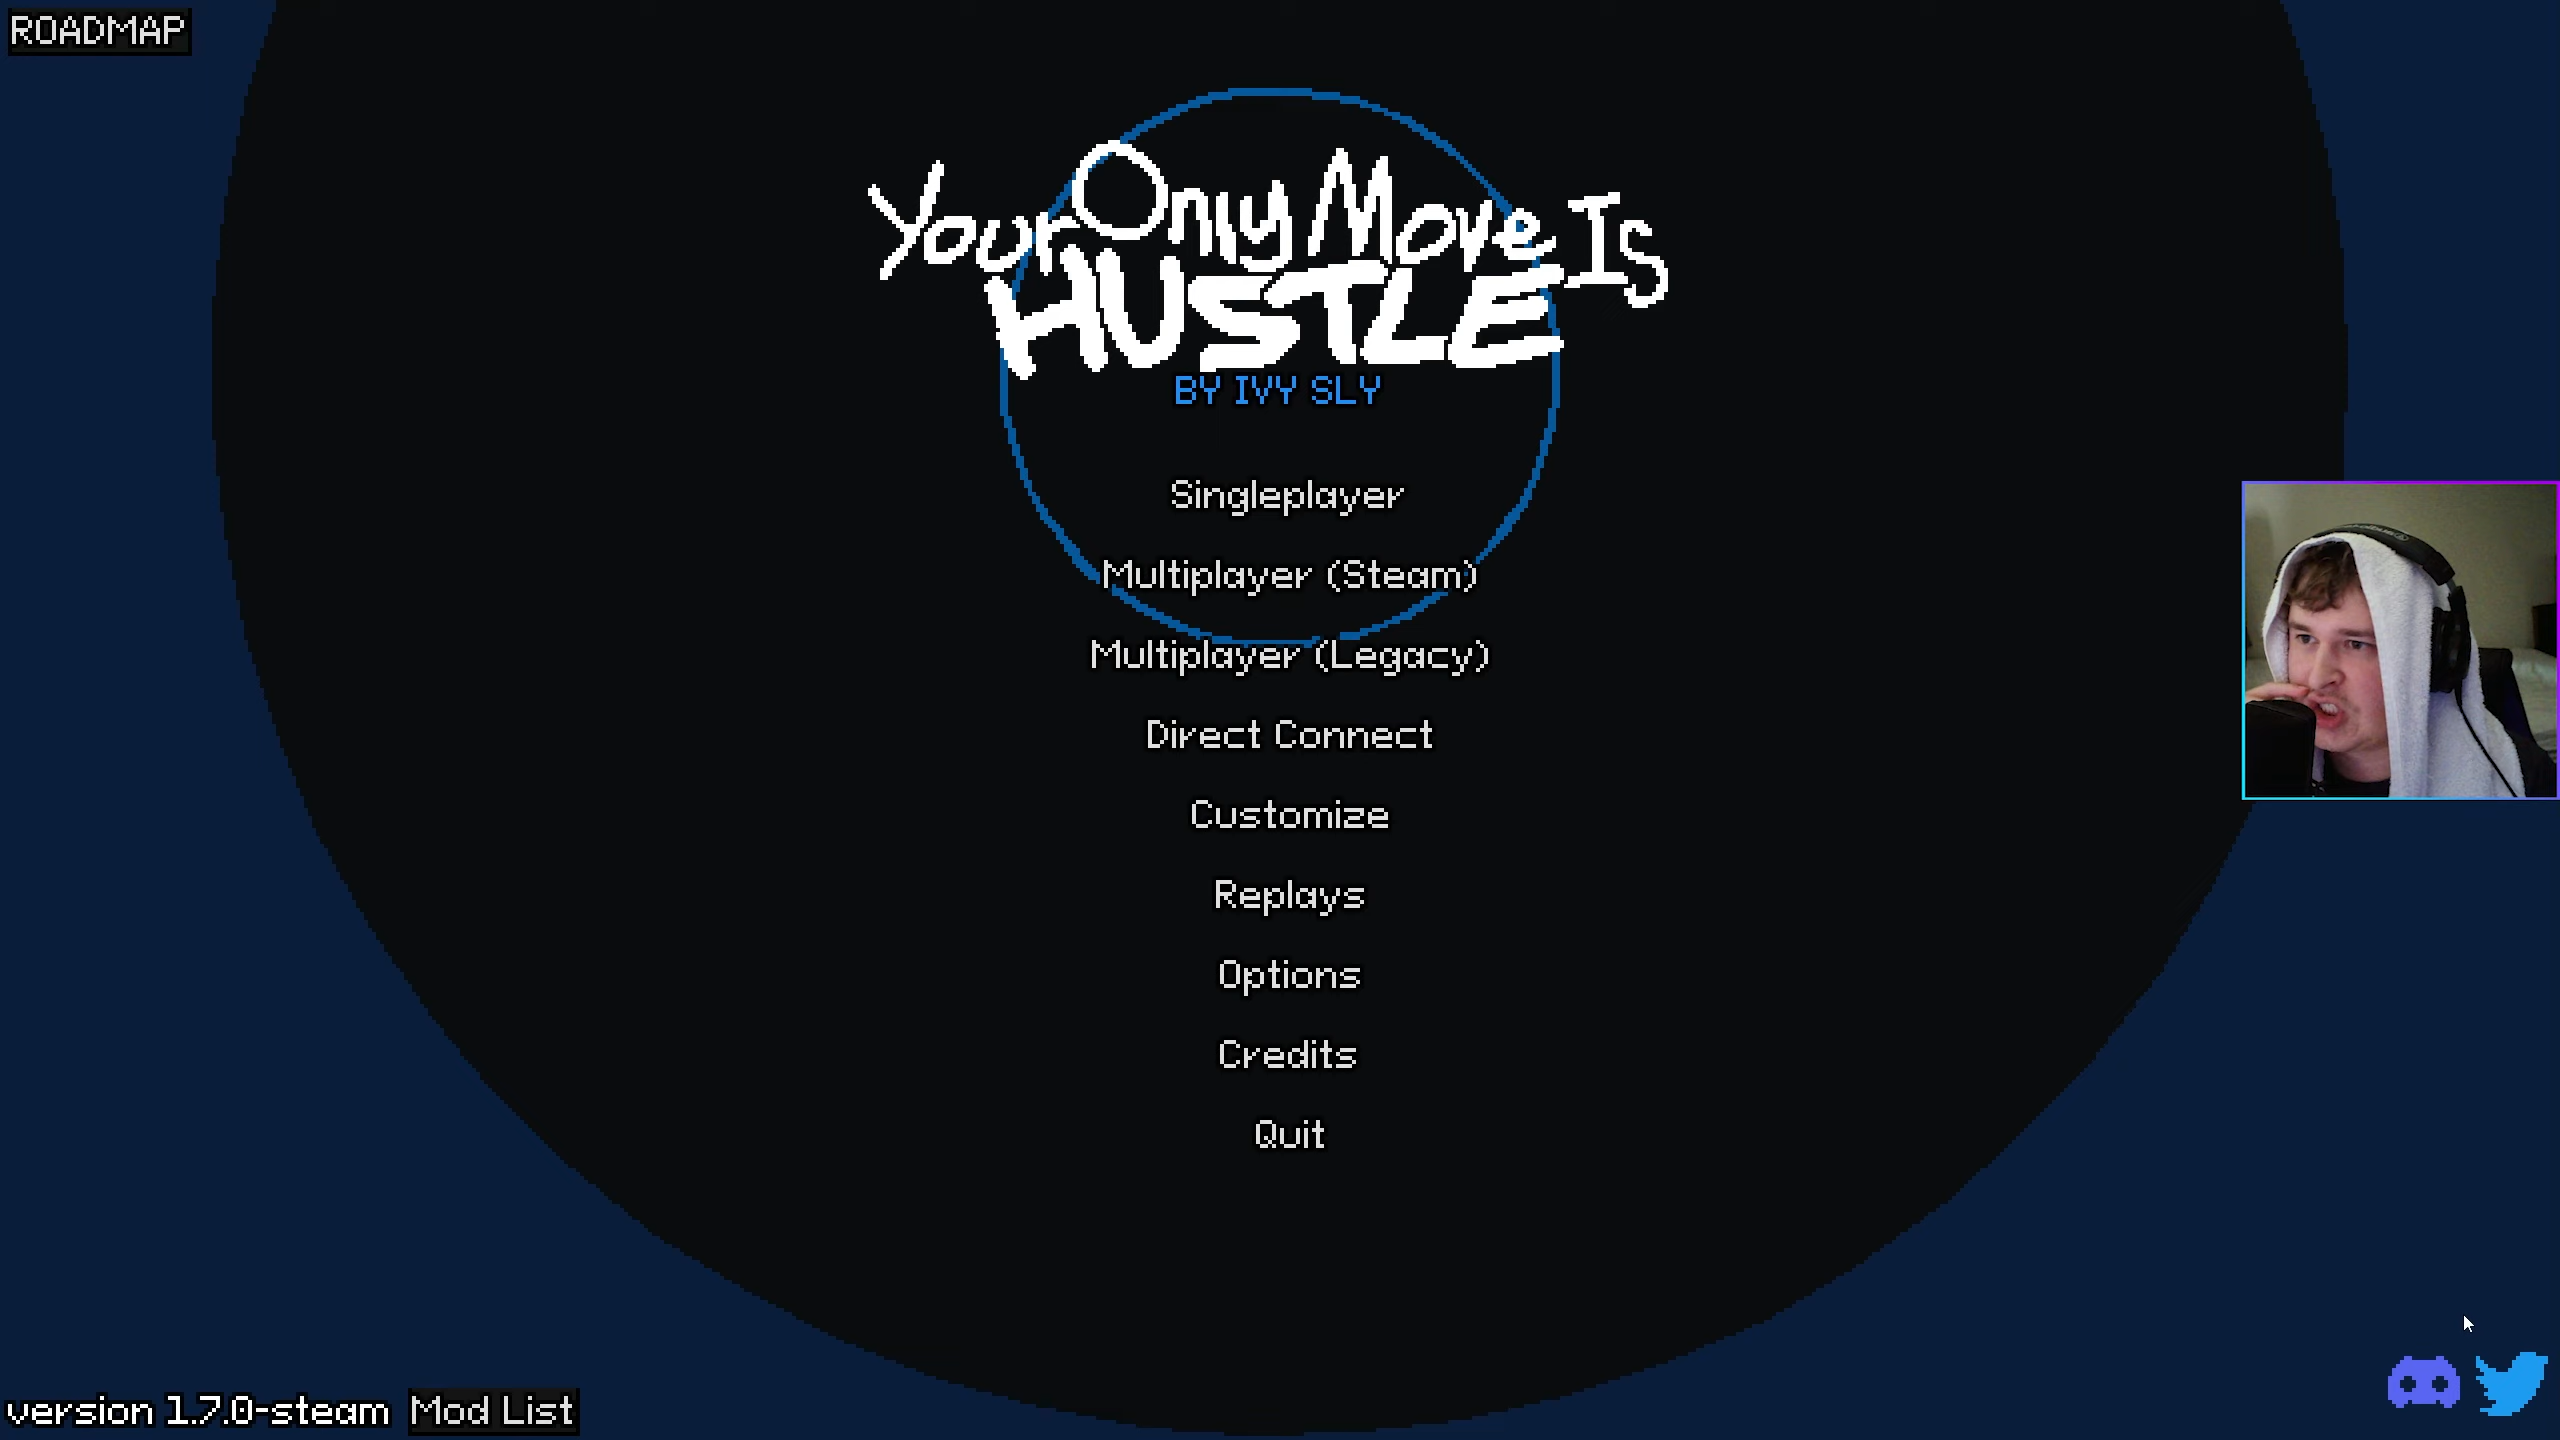 ROADMAP
Your Only Move Is
HUSTLE
BY IVY SLY
Singleplayer
Multiplayer (Steam)
Multiplayer (Legacy)
Direct Connect
Customize
Replays
Options
Credits
Quit
version 1.7.0-steam Mod List